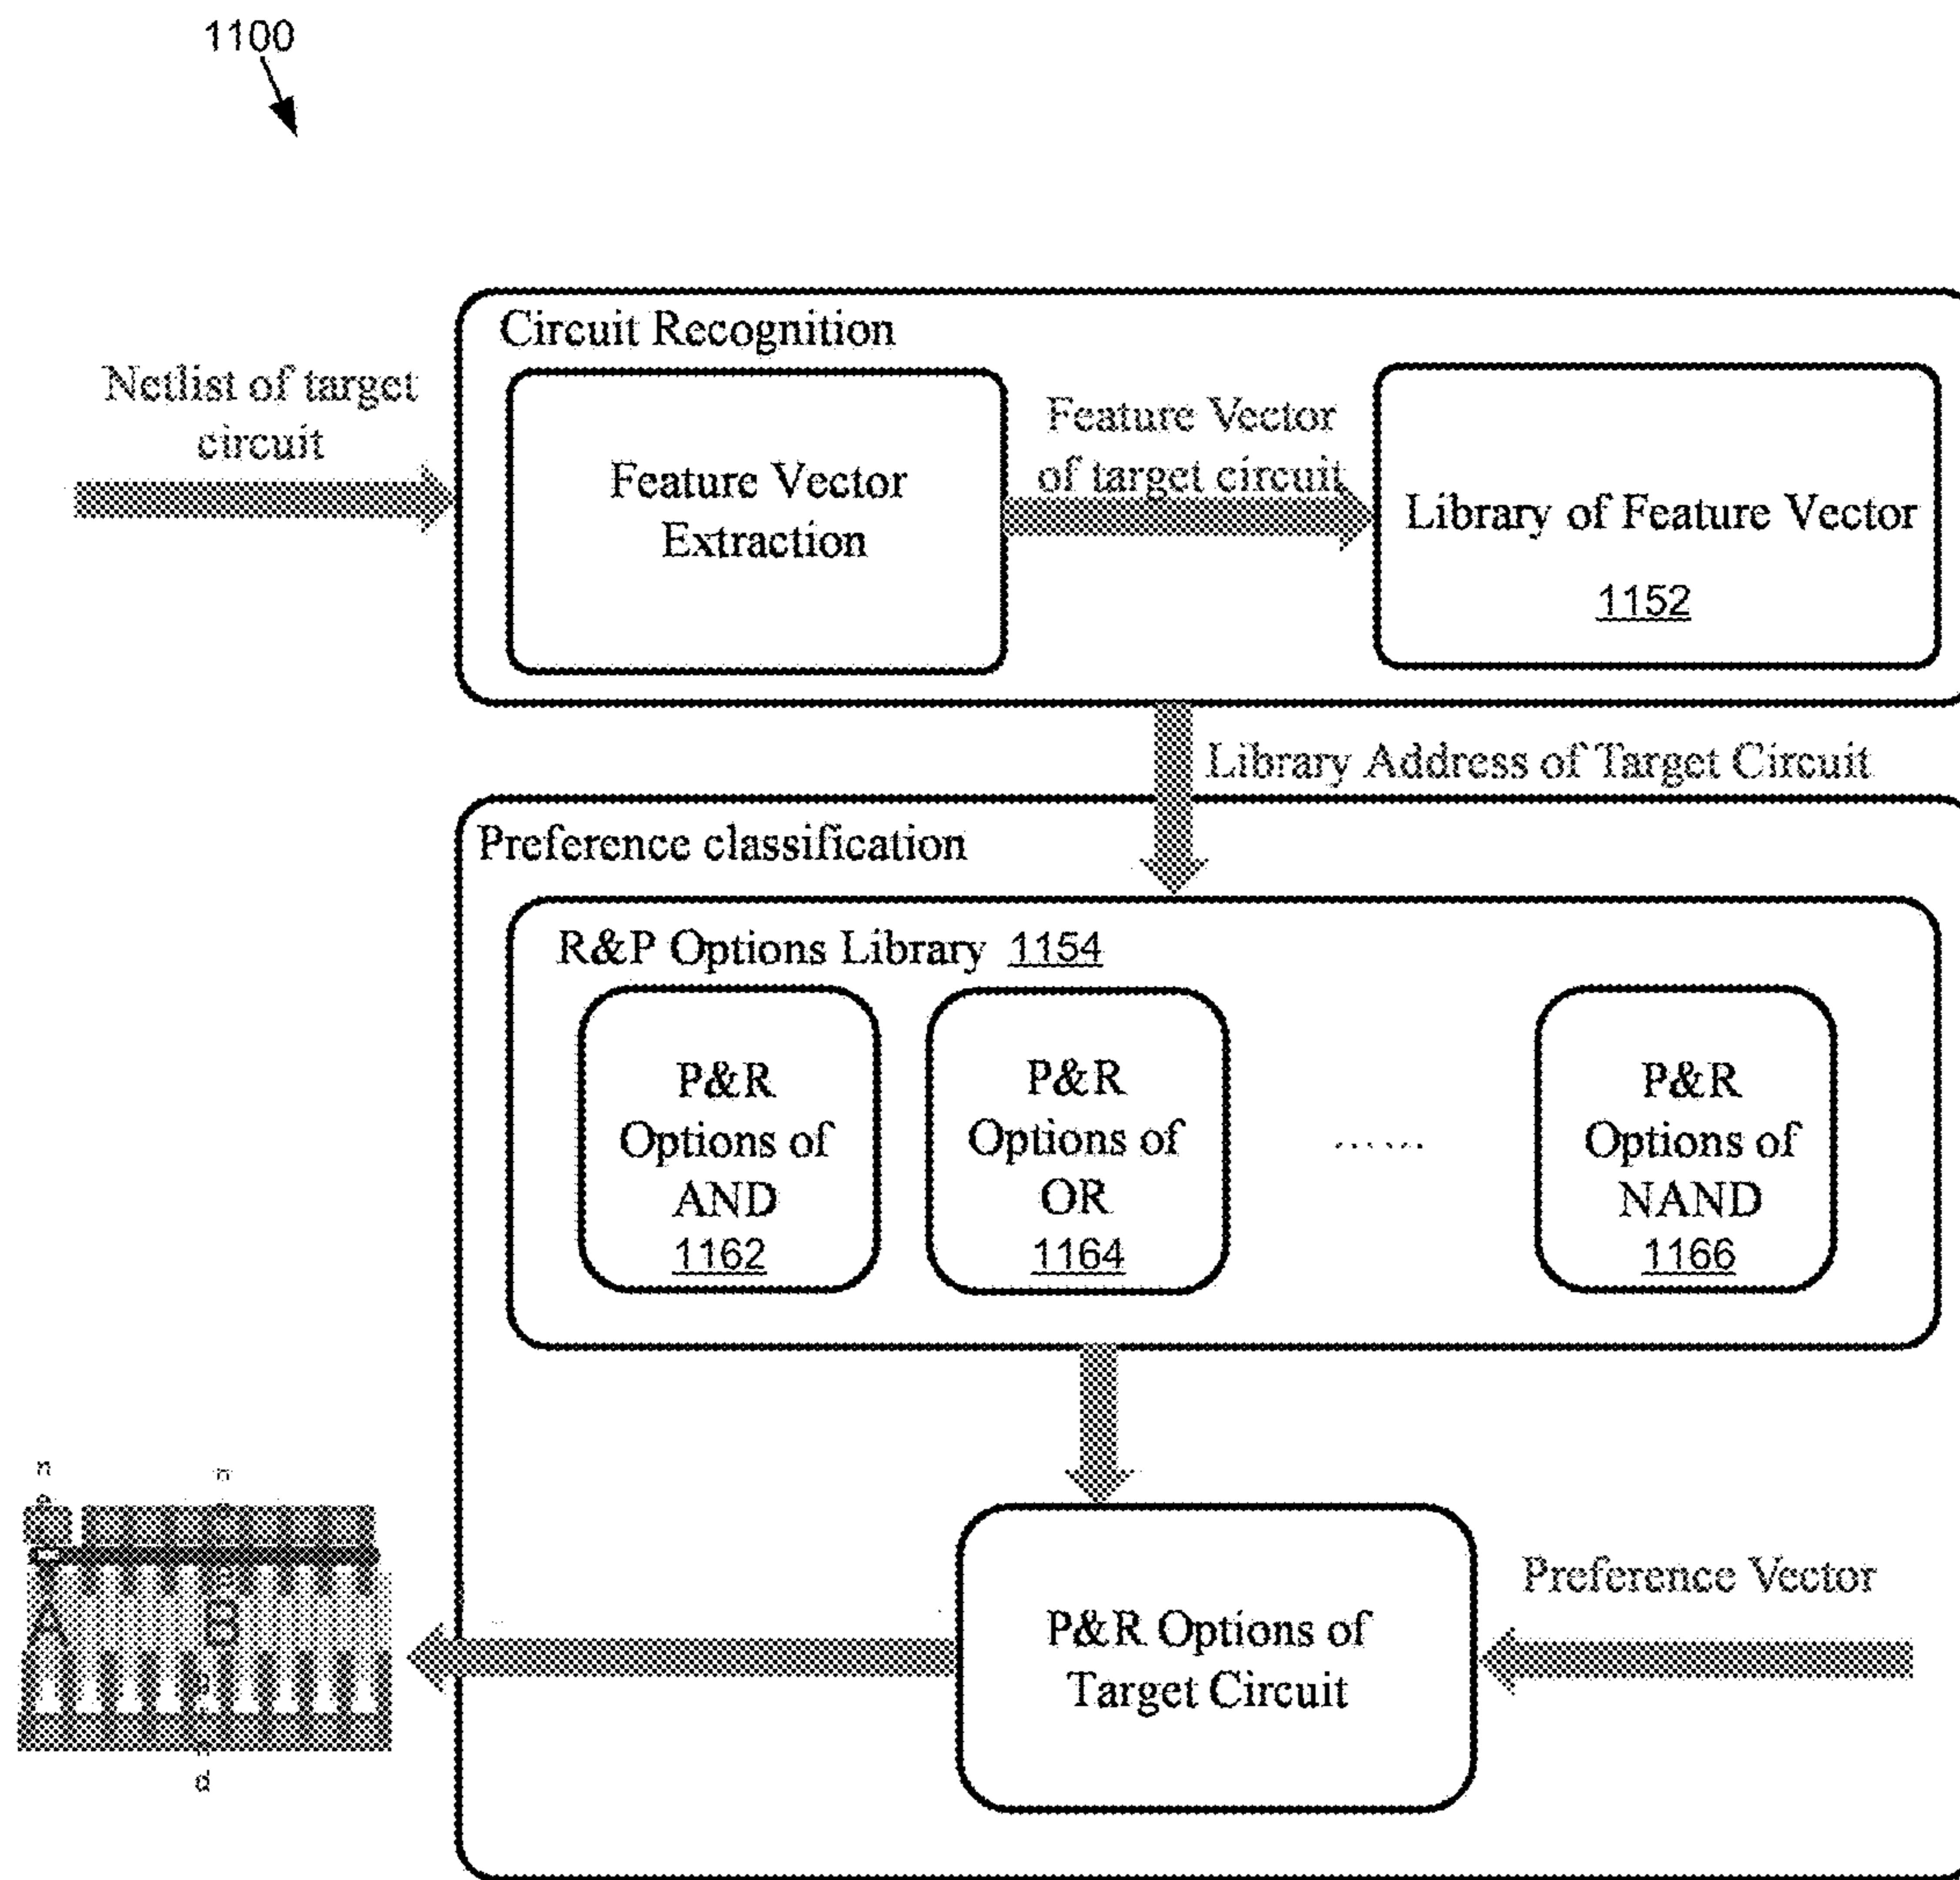 1100
Circuit Recognition
Netlist of target
circuit
Feature Vector
Extraction
Feature Vector
of target circuit
Library of Feature Vector
1152
Library Address of Target Circuit
Preference classification
R&P Options Library 1154
P&R
Options of
AND
1162
P&R
Options of
OR
1164
......
P&R
Options of
NAND
1166
n
n
A
B
d
P&R Options of
Target Circuit
Preference Vector